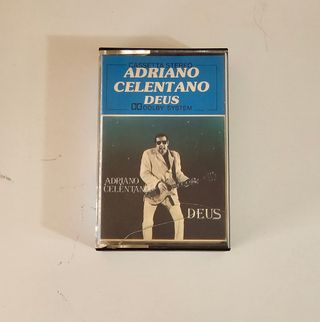 CASSETTA STEREO
ADRIANO
CELENTANO
DEUS
DOLBY SYSTEM
ADRIANO
CELENTANO
DEUS